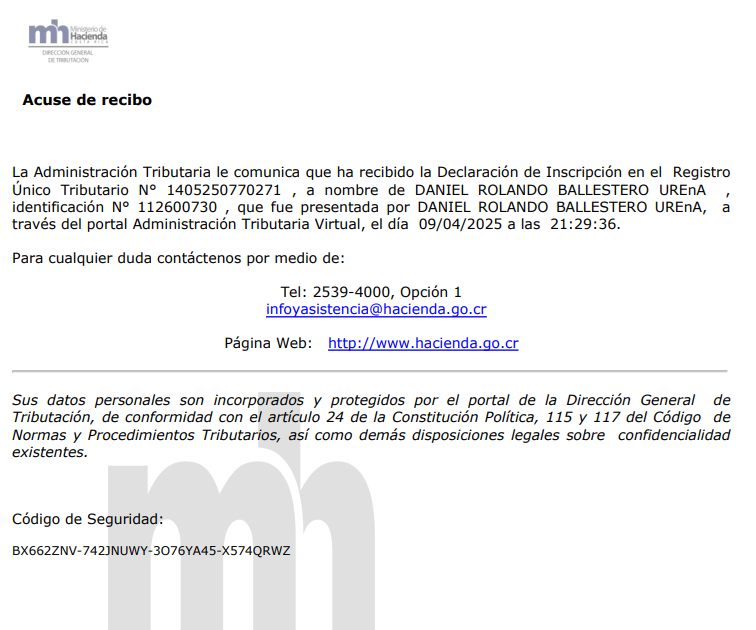 mh Ministerio de
Hacienda
COSTA RICA
DIRECCIÓN GENERAL
DE TRIBUTACIÓN
Acuse de recibo
La Administración Tributaria le comunica que ha recibido la Declaración de Inscripción en el Registro
Único Tributario N° 1405250770271 , a nombre de DANIEL ROLANDO BALLESTERO UREnA ,
identificación N° 112600730 , que fue presentada por DANIEL ROLANDO BALLESTERO UREnA, a
través del portal Administración Tributaria Virtual, el día 09/04/2025 a las 21:29:36.
Para cualquier duda contáctenos por medio de:
Tel: 2539-4000, Opción 1
infoyasistencia@hacienda.go.cr
Página Web: http://www.hacienda.go.cr
Sus datos personales son incorporados y protegidos por el portal de la Dirección General de
Tributación, de conformidad con el artículo 24 de la Constitución Política, 115 y 117 del Código de
Normas y Procedimientos Tributarios, así como demás disposiciones legales sobre confidencialidad
existentes.
mh
Código de Seguridad:
BX662ZNV-742JNUWY-3O76YA45-X574QRWZ